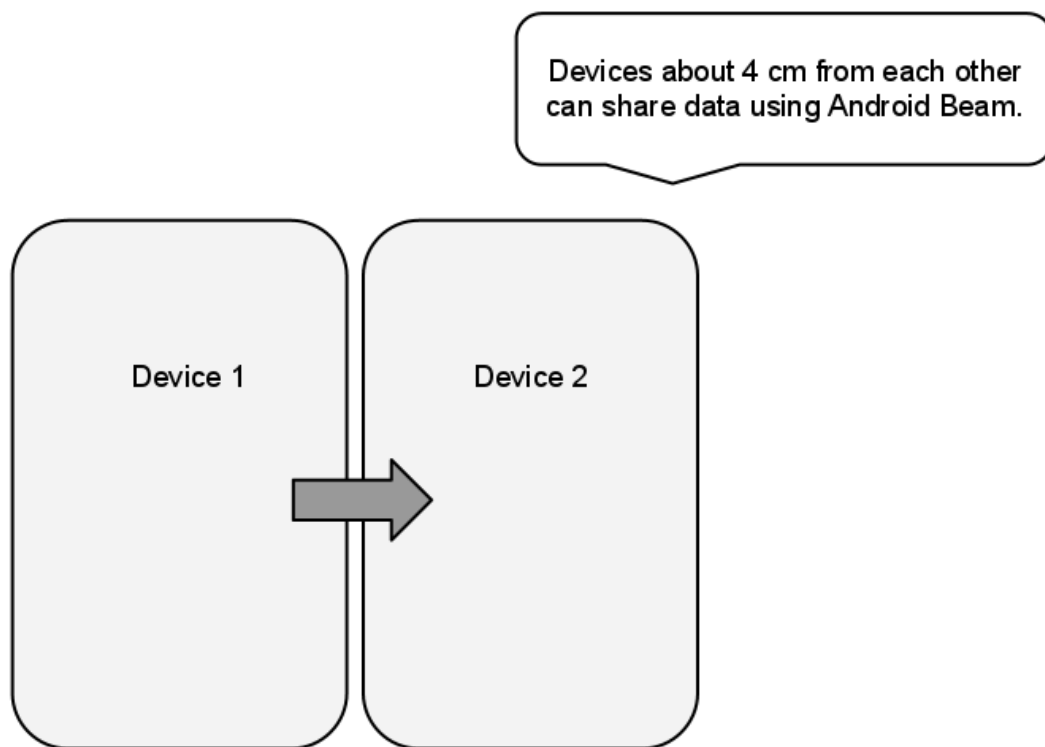 Devices about 4 cm from each other
can share data using Android Beam.
Device 1
Device 2